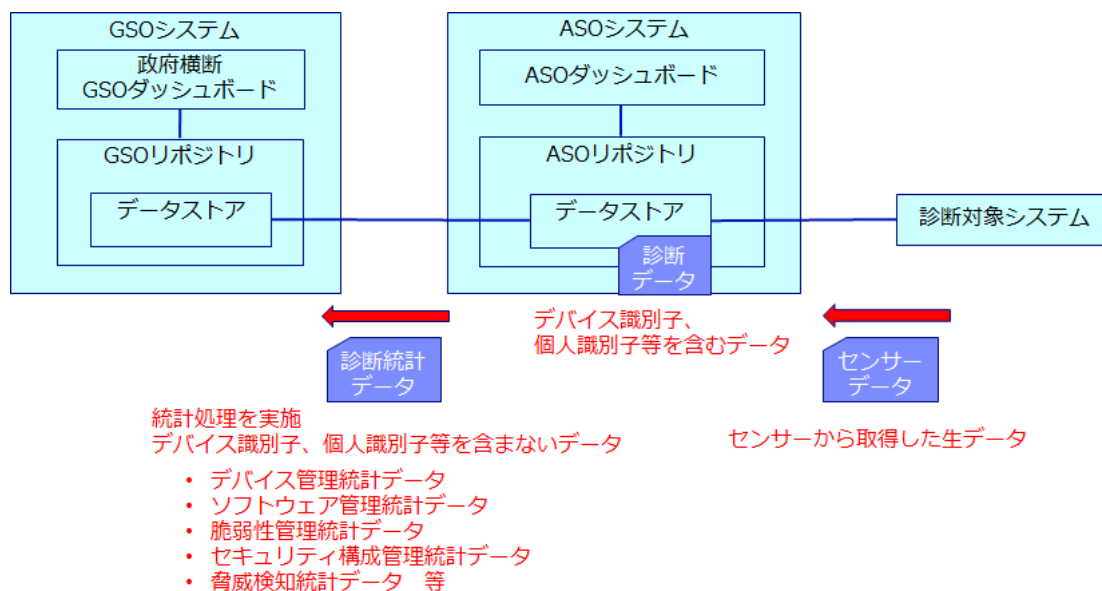 GSOシステム
政府横断
GSOダッシュボード
GSOリポジトリ
データストア
ASOシステム
ASOダッシュボード
ASOリポジトリ
データストア
診断
データ
診断対象システム
デバイス識別子、
個人識別子等を含むデータ
診断統計
データ
センサー
データ
統計処理を実施
デバイス識別子、個人識別子等を含まないデータ
センサーから取得した生データ
• デバイス管理統計データ
• ソフトウェア管理統計データ
• 脆弱性管理統計データ
• セキュリティ構成管理統計データ
• 脅威検知統計データ　等